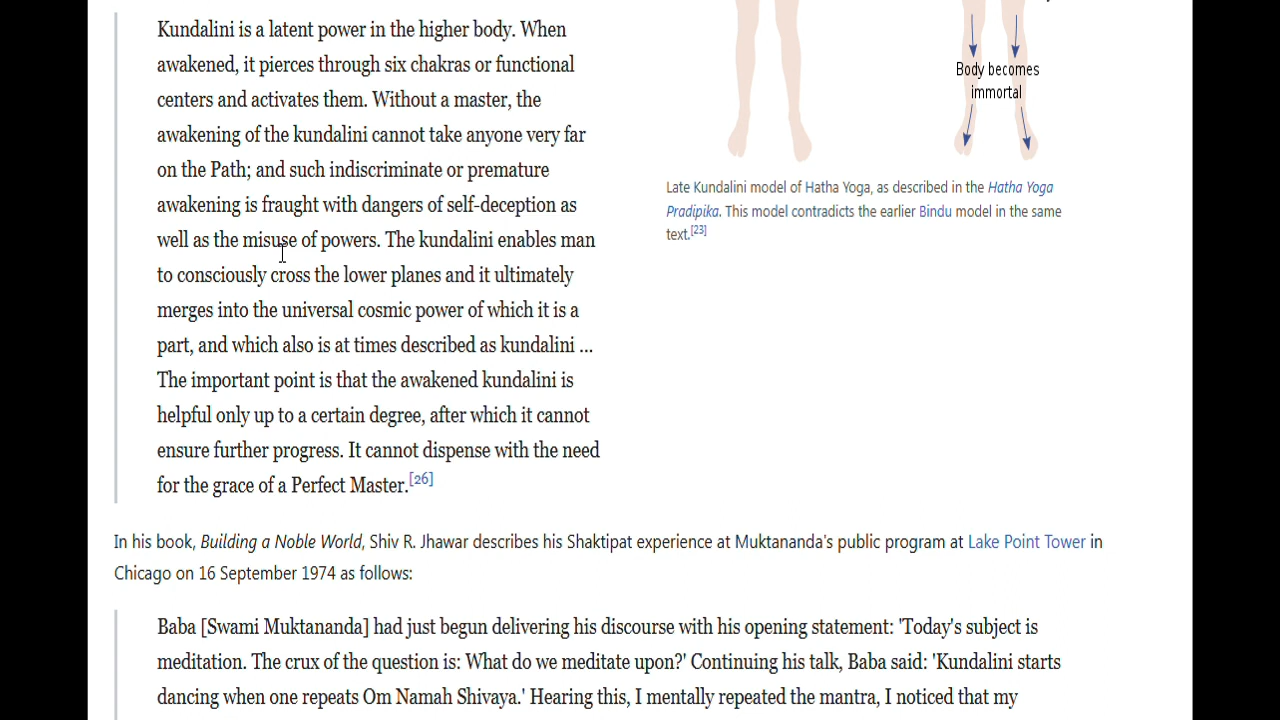 Kundalini is a latent power in the higher body. When
awakened, it pierces through six chakras or functional
centers and activates them. Without a master, the
awakening of the kundalini cannot take anyone very far
on the Path; and such indiscriminate or premature
awakening is fraught with dangers of self-deception as
well as the misuse of powers. The kundalini enables man
to consciously cross the lower planes and it ultimately
merges into the universal cosmic power of which it is a
part, and which also is at times described as kundalini ...
The important point is that the awakened kundalini is
helpful only up to a certain degree, after which it cannot
ensure further progress. It cannot dispense with the need
for the grace of a Perfect Master.[26]
Body becomes
immortal
Late Kundalini model of Hatha Yoga, as described in the Hatha Yoga
Pradipika. This model contradicts the earlier Bindu model in the same
text.[23]
In his book, Building a Noble World, Shiv R. Jhawar describes his Shaktipat experience at Muktananda's public program at Lake Point Tower in
Chicago on 16 September 1974 as follows:
Baba [Swami Muktananda] had just begun delivering his discourse with his opening statement: 'Today's subject is
meditation. The crux of the question is: What do we meditate upon?' Continuing his talk, Baba said: 'Kundalini starts
dancing when one repeats Om Namah Shivaya.' Hearing this, I mentally repeated the mantra, I noticed that my